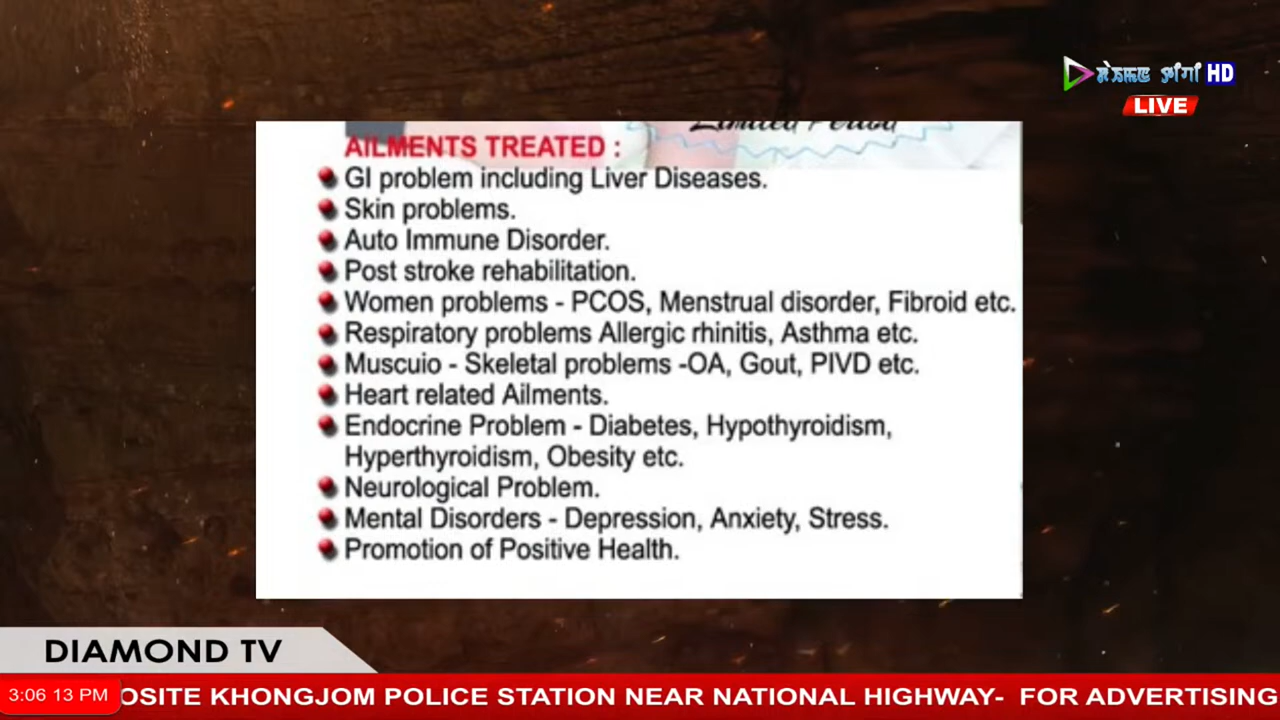 HD
LIVE
Limited Period
AILMENTS TREATED :
GI problem including Liver Diseases.
Skin problems.
Auto Immune Disorder.
Post stroke rehabilitation.
Women problems - PCOS, Menstrual disorder, Fibroid etc.
Respiratory problems Allergic rhinitis, Asthma etc.
Muscuio - Skeletal problems -OA, Gout, PIVD etc.
Heart related Ailments.
Endocrine Problem - Diabetes, Hypothyroidism,
Hyperthyroidism, Obesity etc.
Neurological Problem.
Mental Disorders - Depression, Anxiety, Stress.
Promotion of Positive Health.
DIAMOND TV
3:06 13 PM
OSITE KHONGJOM POLICE STATION NEAR NATIONAL HIGHWAY- FOR ADVERTISING